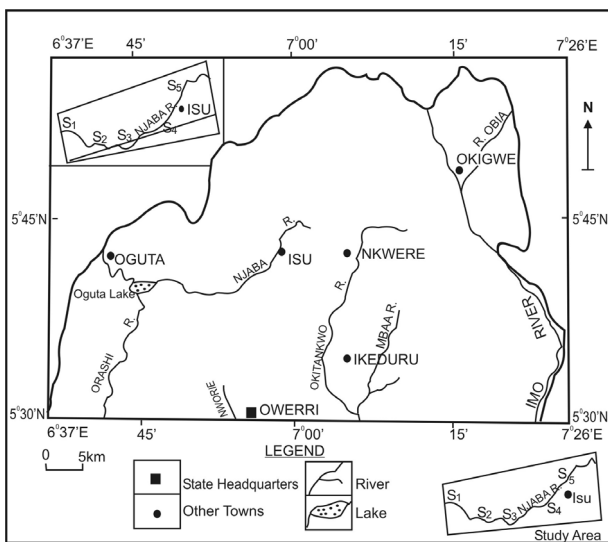 6°37'E 45' 7°00' 15' 7°26'E
S5
NJABA R.
ISU
S1
S2
S3
S4
N
R. OBIA
OKIGWE
5°45'N
5°45'N
R.
OGUTA
NJABA
ISU
NKWERE
Oguta Lake
R.
R.
MBAA R.
RIVER
ORASHI
OKITANKWO
IKEDURU
NWORIE
OWERRI
IMO
5°30'N
5°30'N
6°37'E 45' 7°00' 15' 7°26'E
LEGEND
0 5km
State Headquarters
River
Other Towns
Lake
S1
S2
S3
NJABA R.
S4
S5
Isu
Study Area